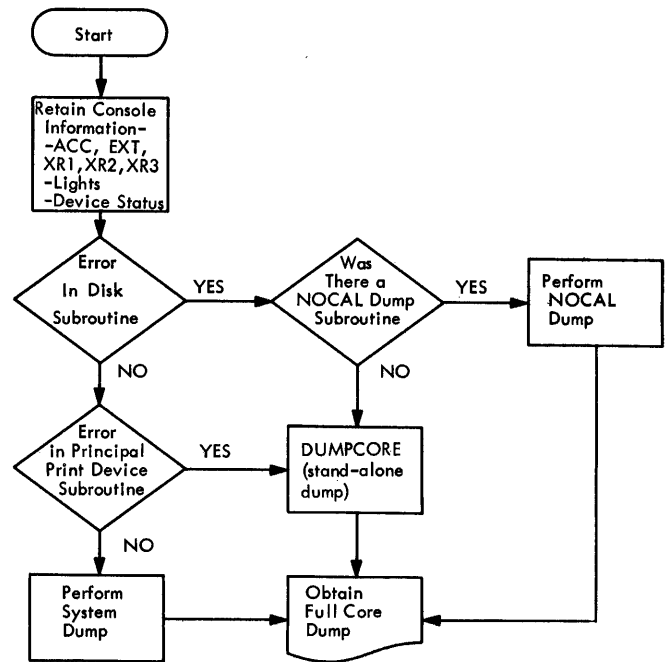 Start
Retain Console
Information-
-ACC, EXT,
XR1,XR2,XR3
-Lights
-Device Status
Error
In Disk
Subroutine
YES
Was
There a
NOCAL Dump
Subroutine
YES
Perform
NOCAL
Dump
NO
NO
Error
in Principal
Print Device
Subroutine
YES
DUMPCORE
(stand-alone
dump)
NO
Perform
System
Dump
Obtain
Full Core
Dump